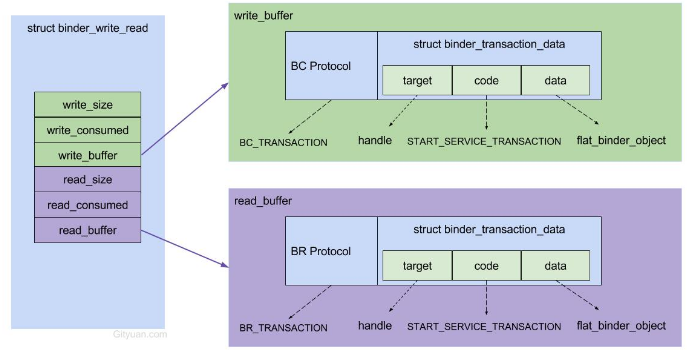 struct binder_write_read
write_size
write_consumed
write_buffer
read_size
read_consumed
read_buffer
Gityuan.com
write_buffer
BC Protocol
struct binder_transaction_data
target
code
data
BC_TRANSACTION
handle
START_SERVICE_TRANSACTION
flat_binder_object
read_buffer
BR Protocol
struct binder_transaction_data
target
code
data
BR_TRANSACTION
handle
START_SERVICE_TRANSACTION
flat_binder_object